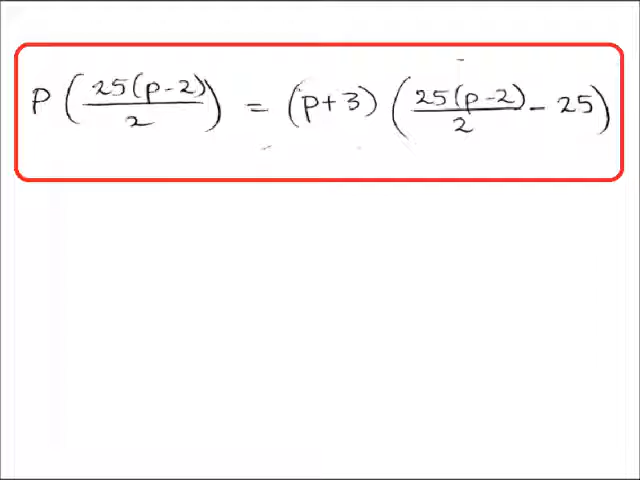 P ( 25(p-2) / 2 ) = (p+3) ( 25(p-2) / 2 - 25 )